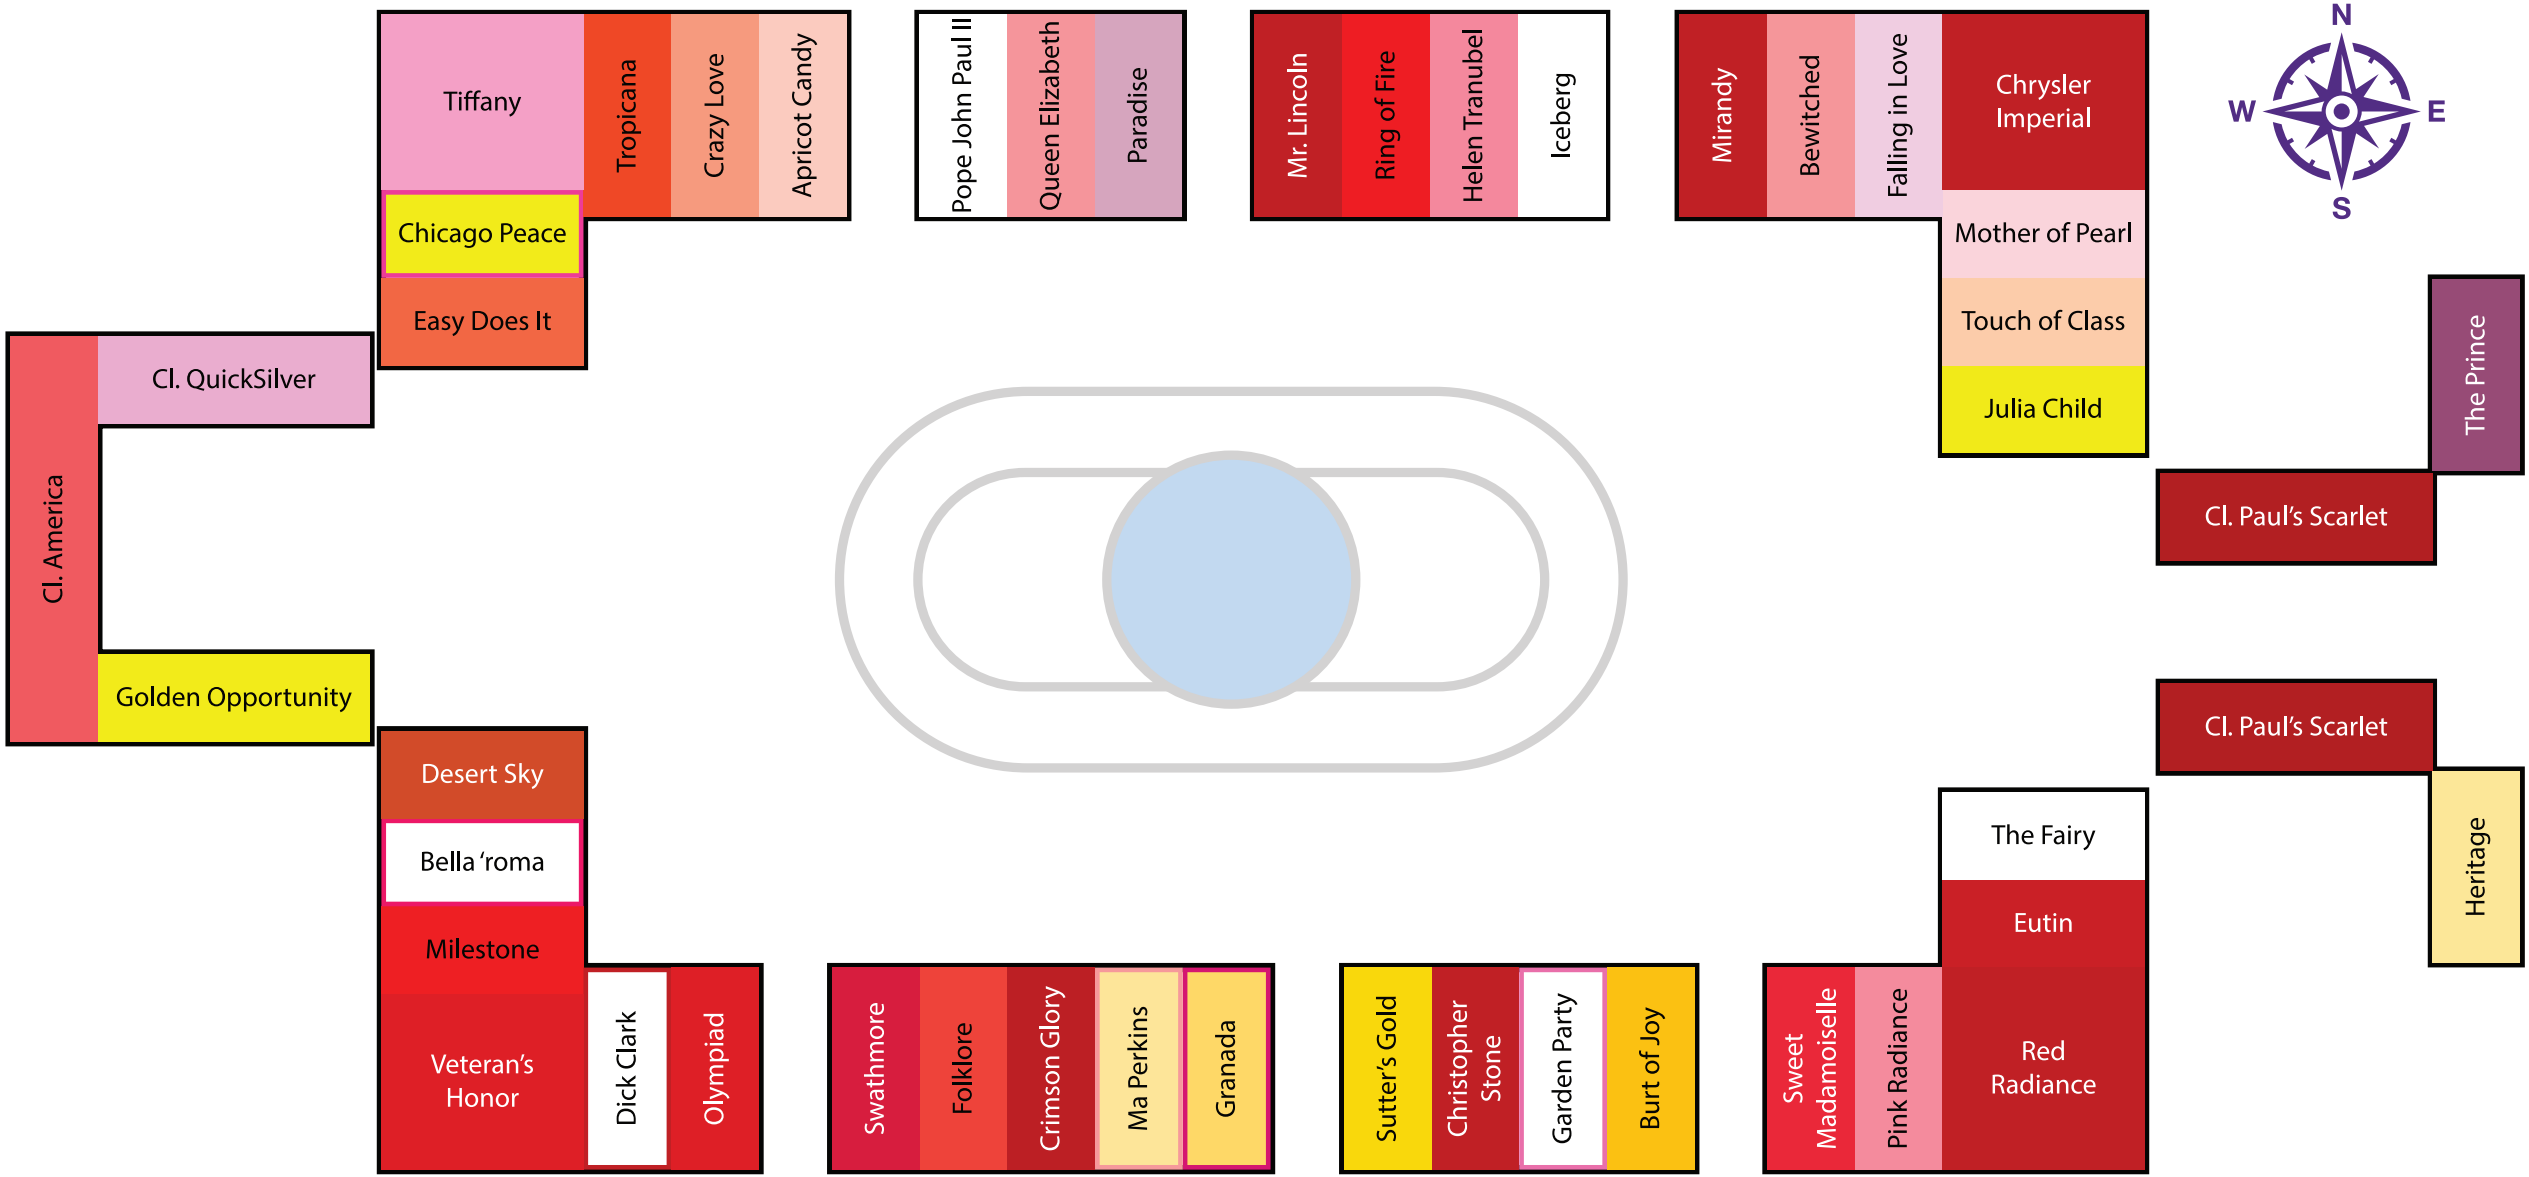 Tiffany
Tropicana
Crazy Love
Apricot Candy
Pope John Paul II
Queen Elizabeth
Paradise
Mr. Lincoln
Ring of Fire
Helen Tranubel
Iceberg
Mirandy
Bewitched
Falling in Love
Chrysler
Imperial
N
W
E
S
Chicago Peace
Mother of Pearl
Easy Does It
Touch of Class
Cl. QuickSilver
Julia Child
The Prince
Cl. America
Cl. Paul's Scarlet
Golden Opportunity
Cl. Paul's Scarlet
Desert Sky
Bella ‘roma
The Fairy
Heritage
Milestone
Eutin
Veteran's
Honor
Dick Clark
Olympiad
Swathmore
Folklore
Crimson Glory
Ma Perkins
Granada
Sutter's Gold
Christopher
Stone
Garden Party
Burt of Joy
Sweet
Madamoiselle
Pink Radiance
Red
Radiance